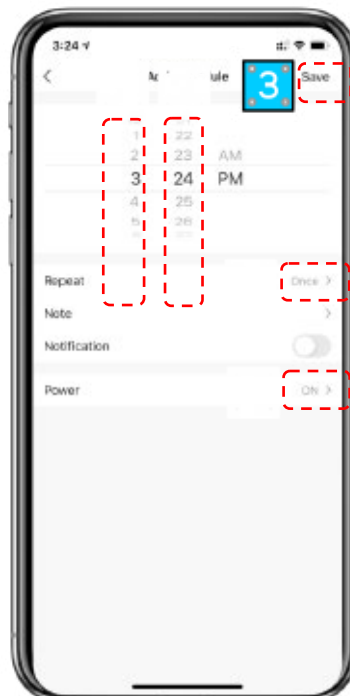 3:24
3 Save
22
1
2 23 AM
3 24 PM
4 25
5 26
Repeat Once >
Note >
Notification
Power ON >